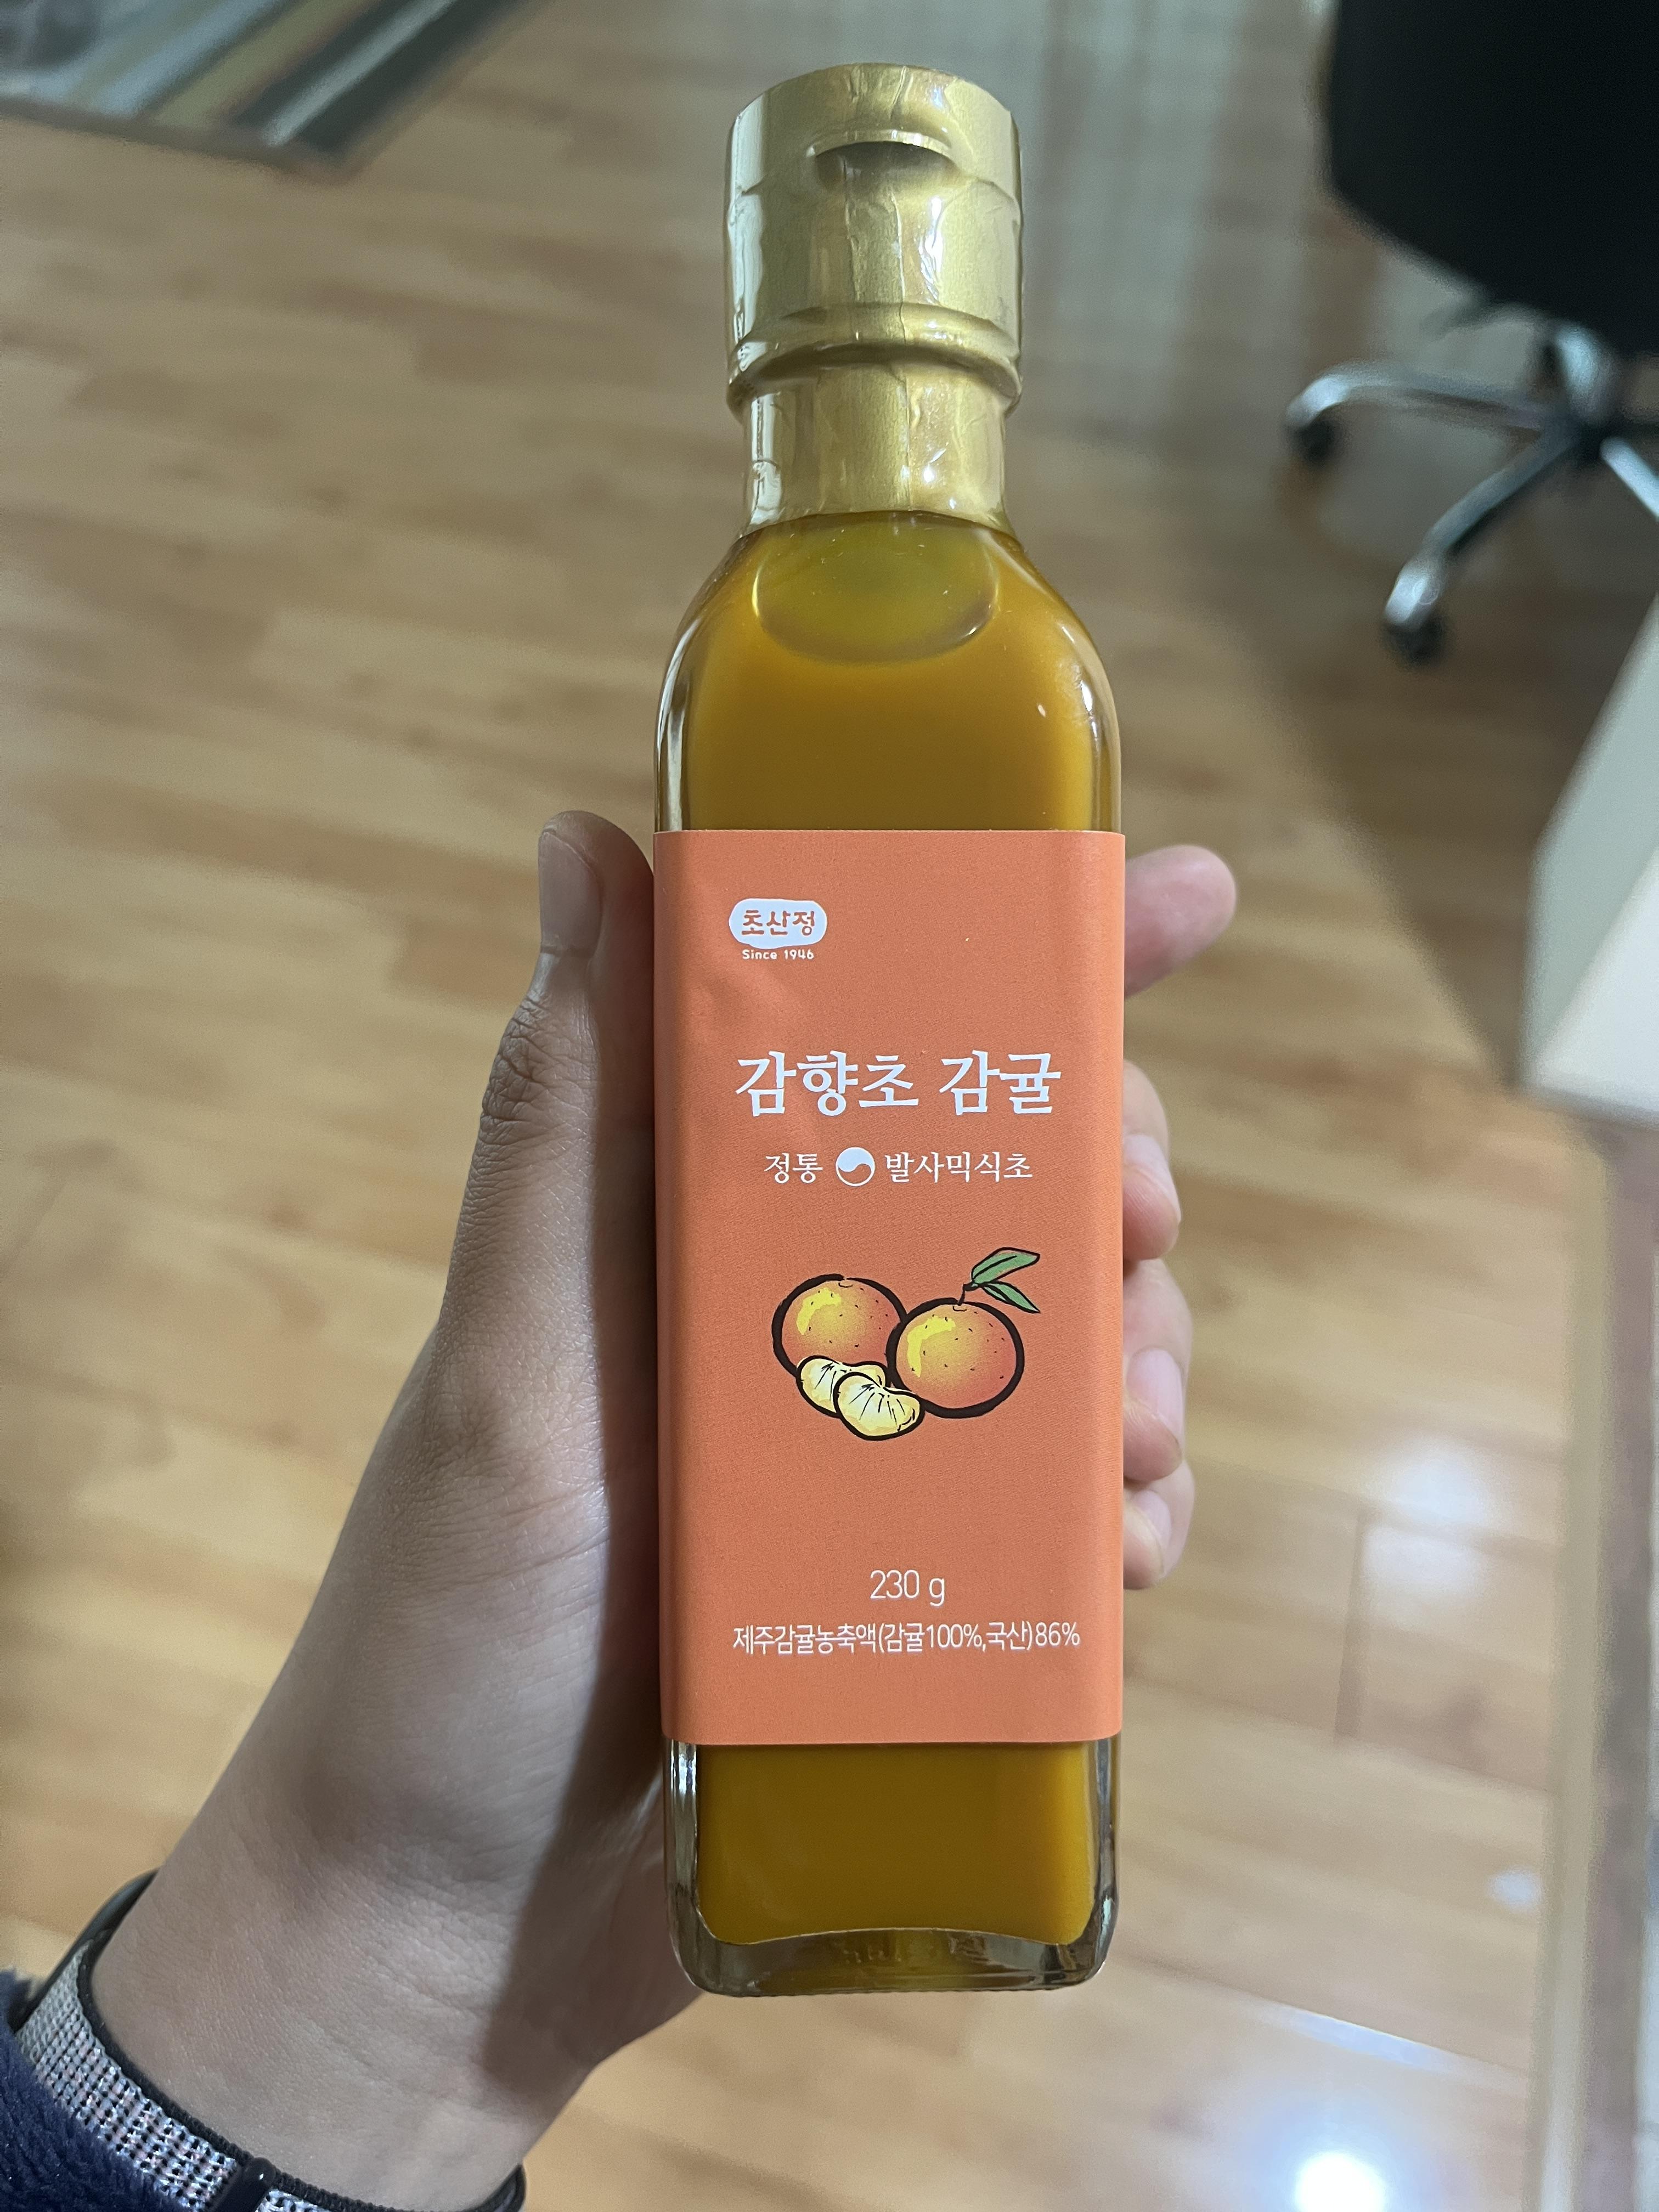 초산정
Since 1946
감향초 감귤
정통 발사믹식초
230 g
제주감귤농축액(감귤100%,국산)86%